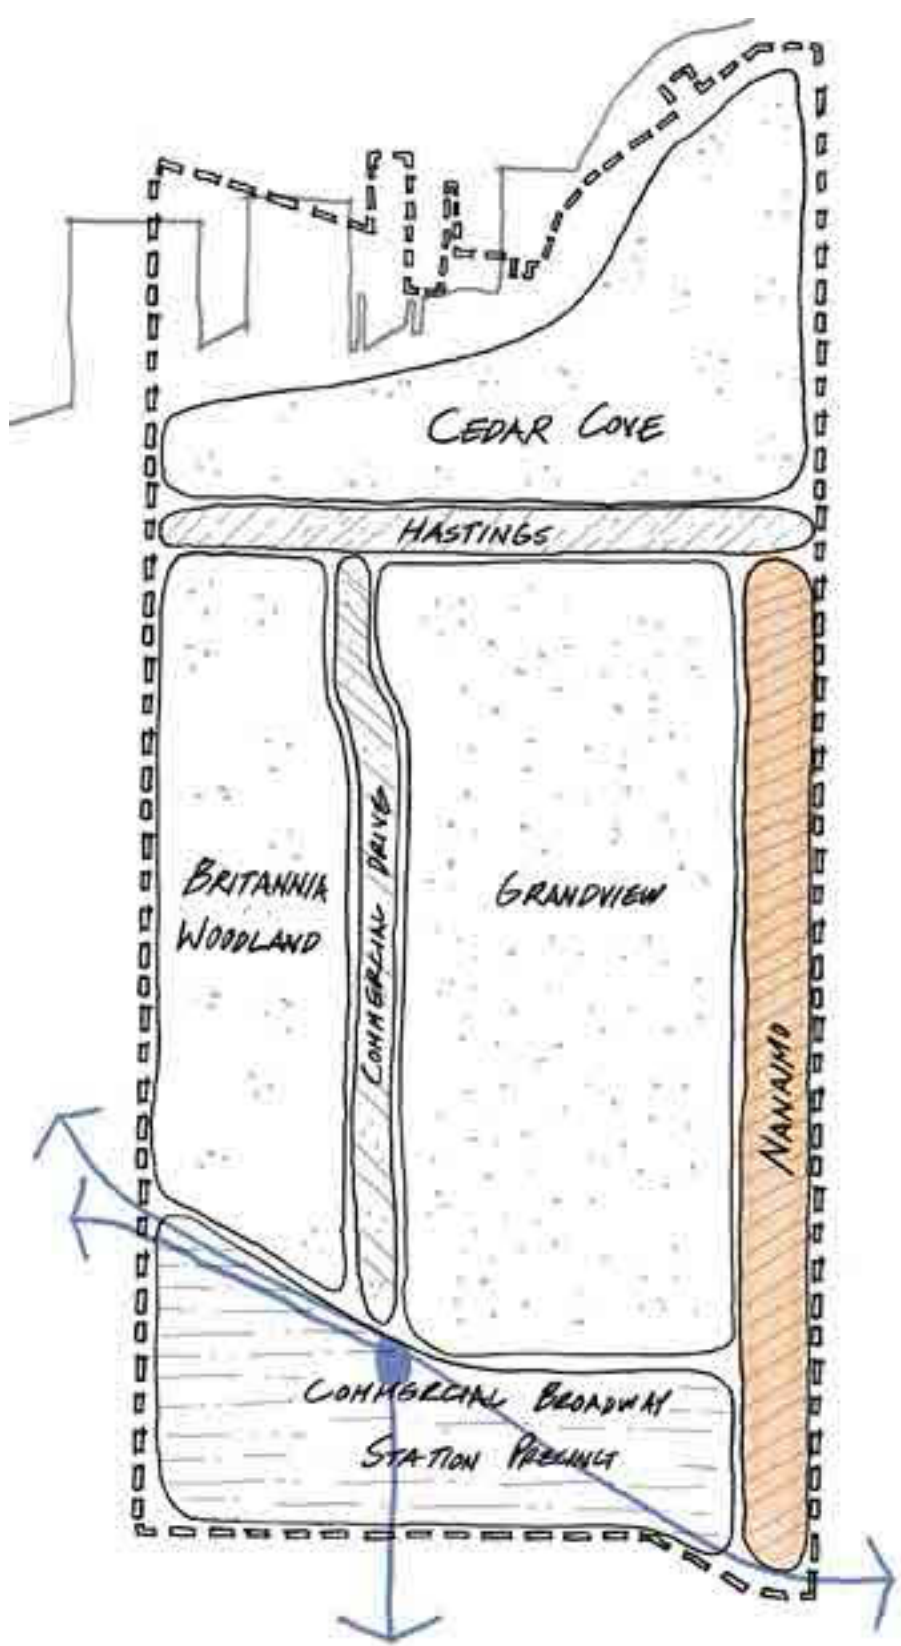 CEDAR COVE
HASTINGS
BRITANNIA
WOODLAND
COMMERCIAL DRIVE
GRANDVIEW
NANAIMO
COMMERCIAL BROADWAY
STATION PRECINCT